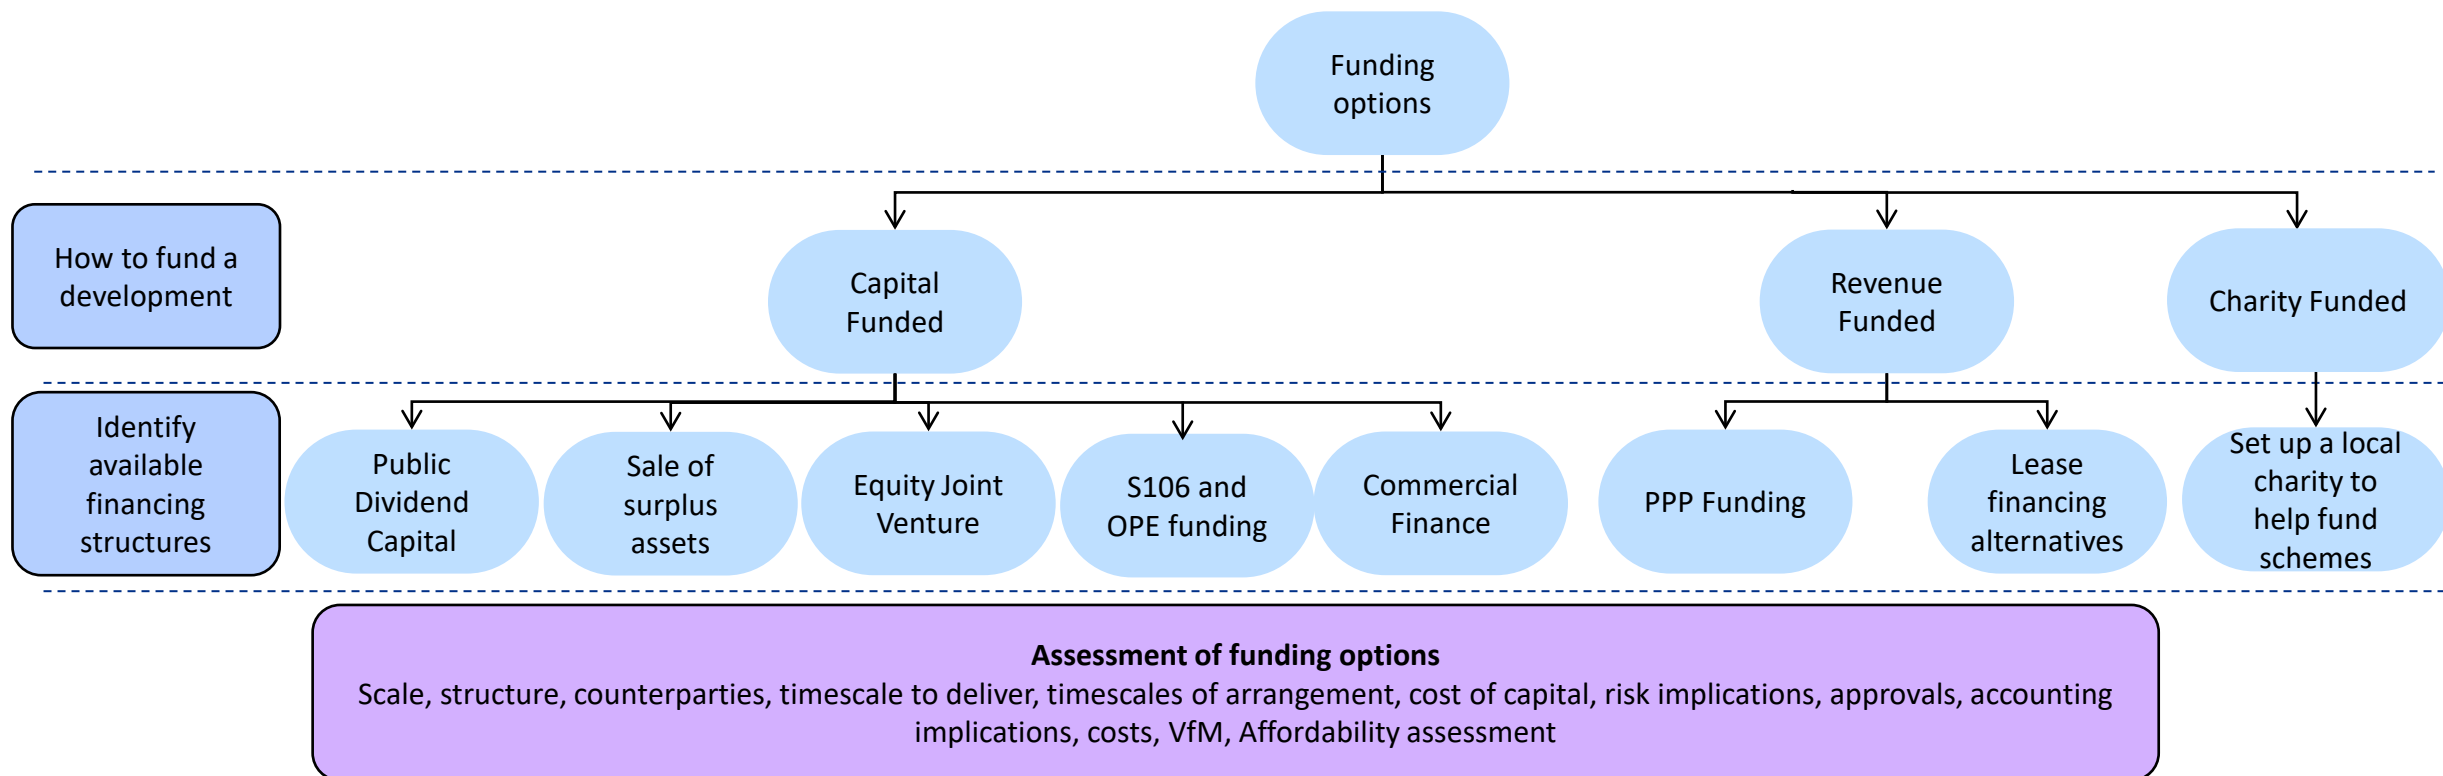 Funding
options
How to fund a
development
Capital
Funded
Revenue
Funded
Charity Funded
Identify
available
financing
structures
Public
Dividend
Capital
Sale of
surplus
assets
Equity Joint
Venture
S106 and
OPE funding
Commercial
Finance
PPP Funding
Lease
financing
alternatives
Set up a local
charity to
help fund
schemes
Assessment of funding options
Scale, structure, counterparties, timescale to deliver, timescales of arrangement, cost of capital, risk implications, approvals, accounting
implications, costs, VfM, Affordability assessment